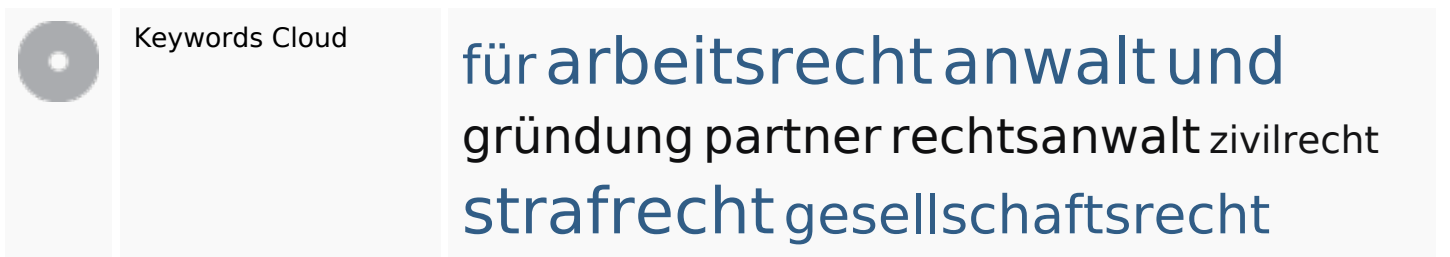 Keywords Cloud
für arbeitsrecht anwalt und
gründung partner rechtsanwalt zivilrecht
strafrecht gesellschaftsrecht